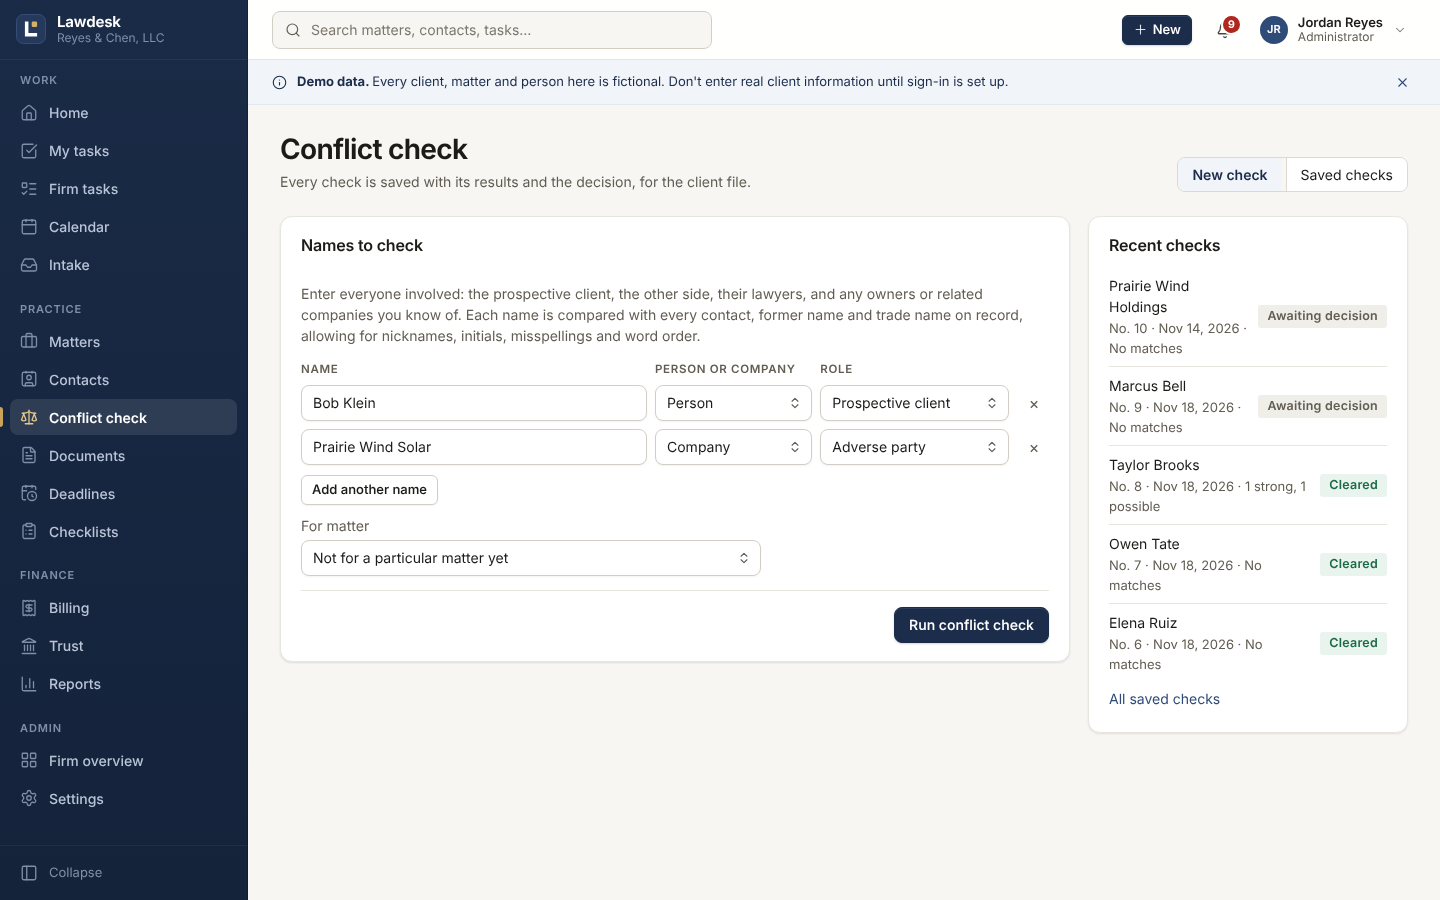 Lawdesk
Reyes & Chen, LLC
WORK
Home
My tasks
Firm tasks
Calendar
Intake
PRACTICE
Matters
Contacts
Conflict check
Documents
Deadlines
Checklists
FINANCE
Billing
Trust
Reports
ADMIN
Firm overview
Settings
Collapse
Search matters, contacts, tasks...
New
9
JR
Jordan Reyes
Administrator
Demo data. Every client, matter and person here is fictional. Don't enter real client information until sign-in is set up.
Conflict check
Every check is saved with its results and the decision, for the client file.
New check
Saved checks
Names to check
Enter everyone involved: the prospective client, the other side, their lawyers, and any owners or related
companies you know of. Each name is compared with every contact, former name and trade name on record,
allowing for nicknames, initials, misspellings and word order.
NAME PERSON OR COMPANY ROLE
Bob Klein Person Prospective client
Prairie Wind Solar Company Adverse party
Add another name
For matter
Not for a particular matter yet
Run conflict check
Recent checks
Prairie Wind
Holdings
No. 10 · Nov 14, 2026 ·
No matches
Awaiting decision
Marcus Bell
No. 9 · Nov 18, 2026 ·
No matches
Awaiting decision
Taylor Brooks
No. 8 · Nov 18, 2026 · 1 strong, 1
possible
Cleared
Owen Tate
No. 7 · Nov 18, 2026 · No
matches
Cleared
Elena Ruiz
No. 6 · Nov 18, 2026 · No
matches
Cleared
All saved checks